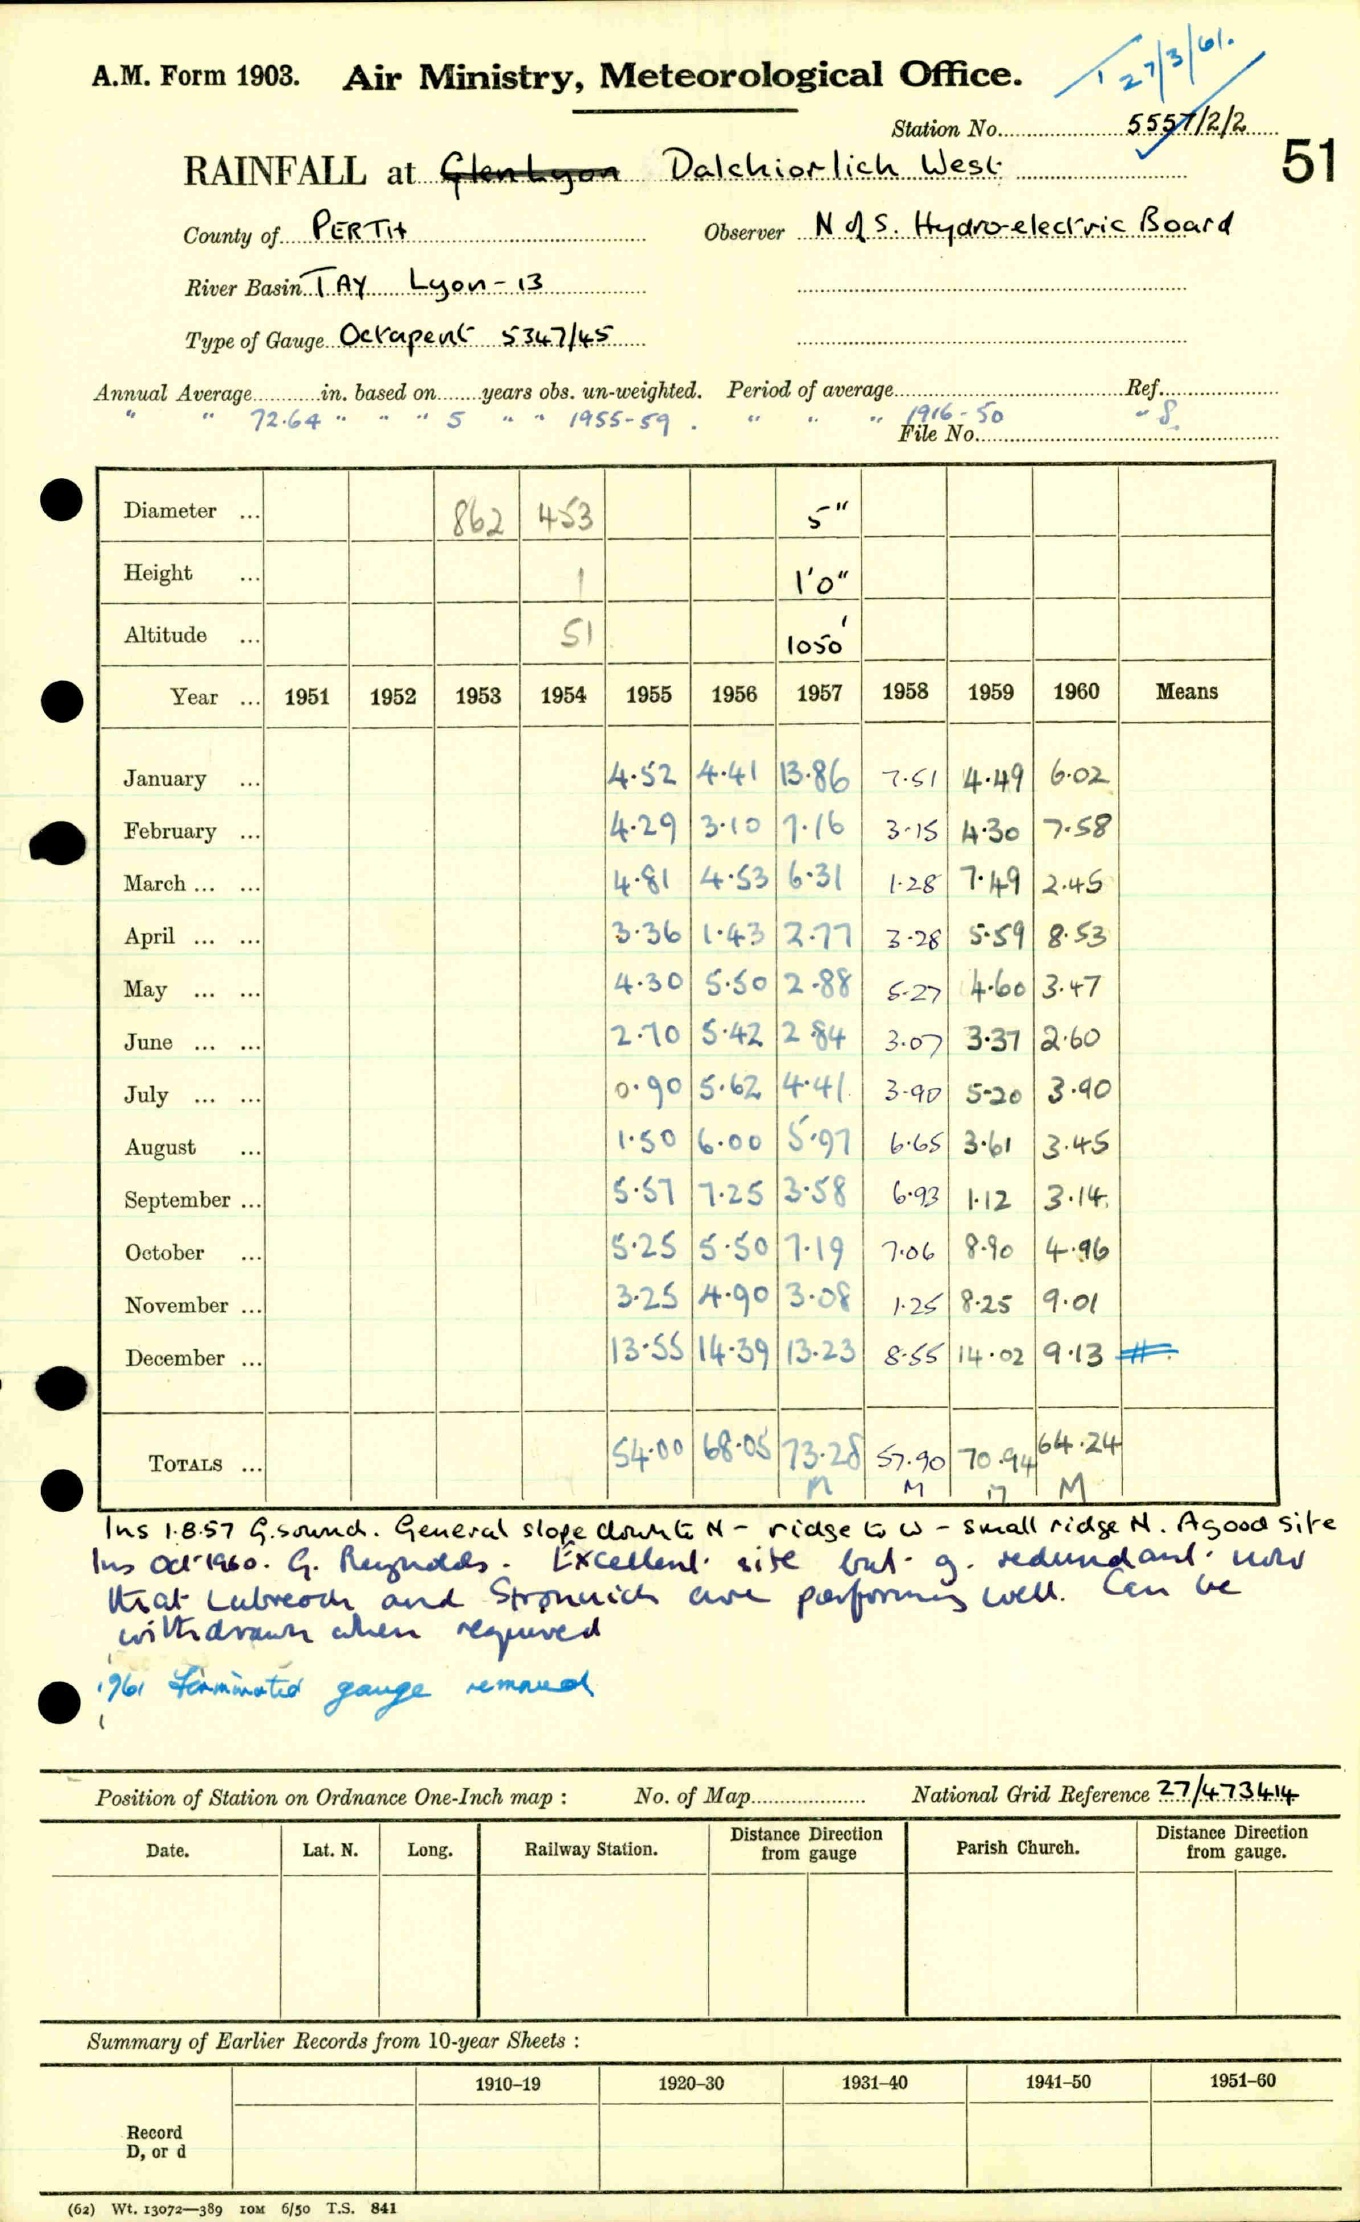 27/3/61.
A.M. Form 1903. Air Ministry, Meteorological Office.
Station No. 5557/2/2
51
RAINFALL at Glen Lyon Dalchiorlich West
County of PERTH Observer N of S. Hydro-electric Board
River Basin TAY Lyon - 13
Type of Gauge Octapent 5347/45
Annual Average in. based on years obs. un-weighted. Period of average Ref.
" " 72.64 " " " 5 " " 1955-59 . " " " 1916-50 " 8
File No.
Diameter ... 862 453 5"
Height ... 1 1'0"
Altitude ... 51 1050'
Year ... 1951 1952 1953 1954 1955 1956 1957 1958 1959 1960 Means
January ... 4.52 4.41 13.86 7.51 4.49 6.02
February ... 4.29 3.10 7.16 3.15 4.30 7.58
March ... ... 4.81 4.53 6.31 1.28 7.49 2.45
April ... ... 3.36 1.43 2.77 3.28 5.59 8.53
May ... ... 4.30 5.50 2.88 5.27 4.60 3.47
June ... ... 2.70 5.42 2.84 3.07 3.37 2.60
July ... ... 0.90 5.62 4.41 3.90 5.20 3.90
August ... 1.50 6.00 5.97 6.65 3.61 3.45
September ... 5.57 7.25 3.58 6.93 1.12 3.14
October ... 5.25 5.50 7.19 7.06 8.90 4.96
November ... 3.25 4.90 3.08 1.25 8.25 9.01
December ... 13.55 14.39 13.23 8.55 14.02 9.13
TOTALS ... 54.00 68.05 73.28 57.90 70.94 64.24
M M M M
Ins 1.8.57 G. sound. General slope down to N - ridge to W - small ridge N. A good site
Ins Oct 1960. G. Reynolds. Excellent site but g. redundant now
that Lubreoch and Stronuich are performing well. Can be
withdrawn when required
1961 Terminated gauge removed
Position of Station on Ordnance One-Inch map : No. of Map National Grid Reference 27/473414
Date. Lat. N. Long. Railway Station. Distance Direction from gauge Parish Church. Distance Direction from gauge.
Summary of Earlier Records from 10-year Sheets :
1910–19 1920–30 1931–40 1941–50 1951–60
Record
D, or d
(62) Wt. 13072—389 10M 6/50 T.S. 841